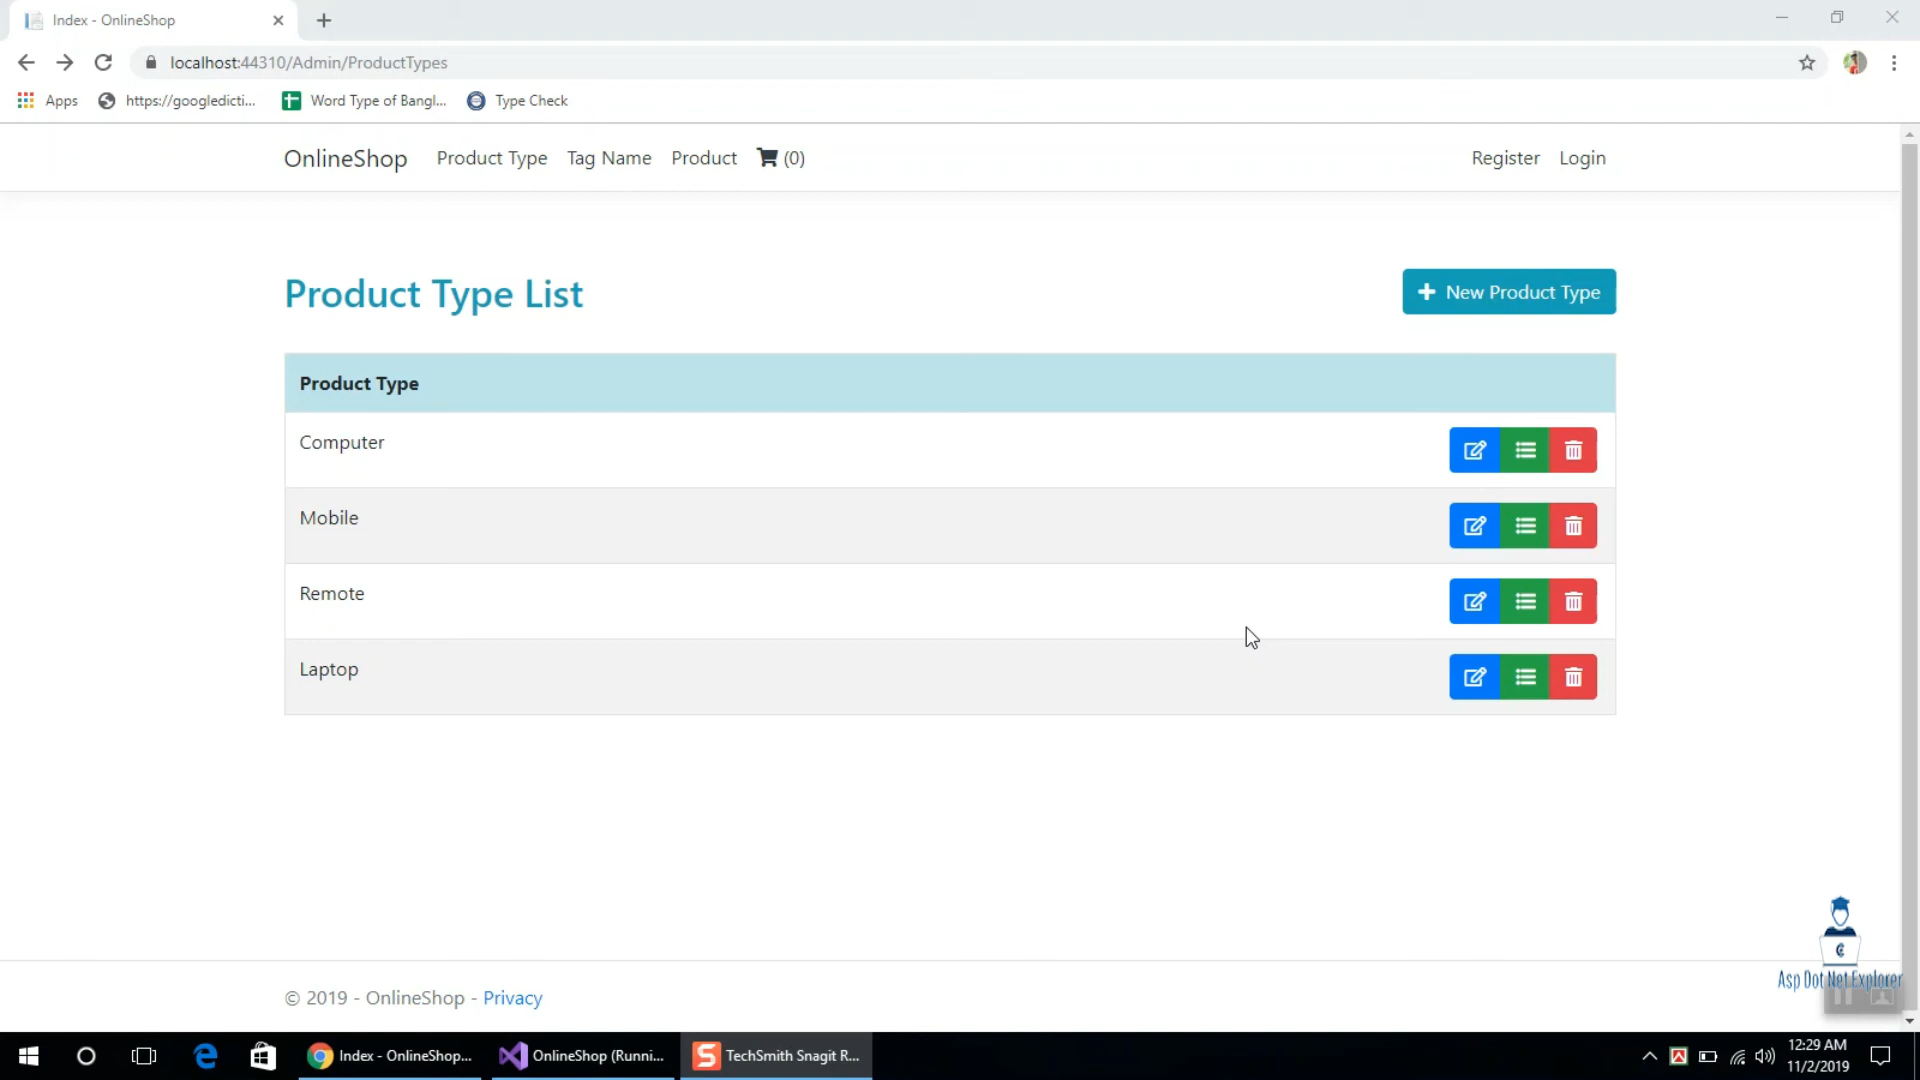 Index - OnlineShop
localhost:44310/Admin/ProductTypes
Apps https://googledicti... Word Type of Bangl... Type Check
OnlineShop Product Type Tag Name Product (0) Register Login
Product Type List
New Product Type
Product Type
Computer
Mobile
Remote
Laptop
Asp Dot Net Explorer
© 2019 - OnlineShop - Privacy
Index - OnlineShop... OnlineShop (Runni... TechSmith Snagit R...
12:29 AM
11/2/2019